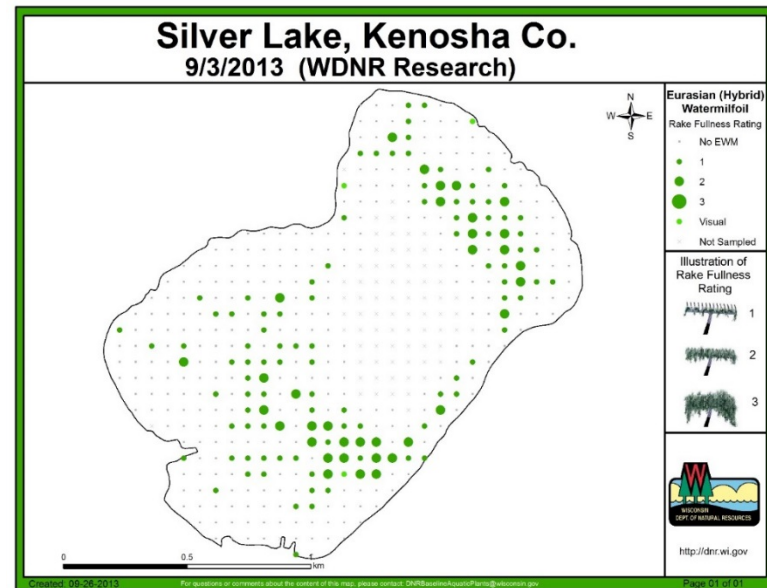 Silver Lake, Kenosha Co.
9/3/2013 (WDNR Research)
N
W E
S
Eurasian (Hybrid)
Watermilfoil
Rake Fullness Rating
No EWM
1
2
3
Visual
Not Sampled
Illustration of
Rake Fullness
Rating
1
2
3
W
WISCONSIN
DEPT. OF NATURAL RESOURCES
http://dnr.wi.gov
0 0.5 1
km
Created: 09-26-2013
For questions or comments about the content of this map, please contact: DNRBaselineAquaticPlants@wisconsin.gov
Page 01 of 01